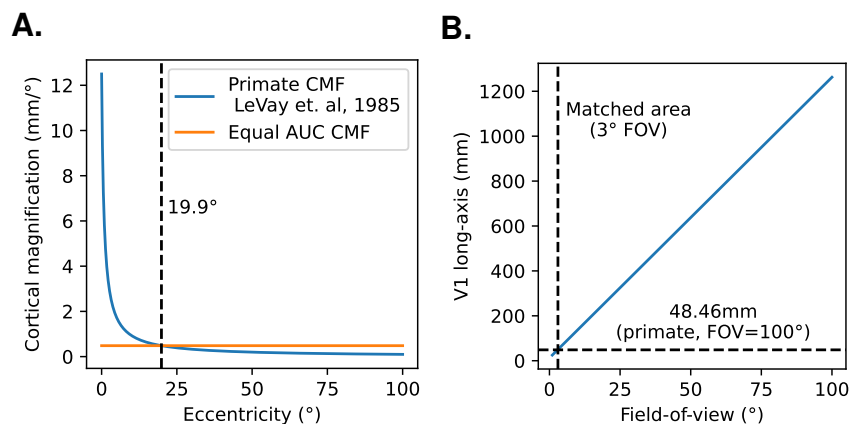 A.
Cortical magnification (mm/°)
12
10
8
6
4
2
0
Primate CMF
LeVay et. al, 1985
Equal AUC CMF
19.9°
0
25
50
75
100
Eccentricity (°)
B.
V1 long-axis (mm)
1200
1000
800
600
400
200
0
Matched area
(3° FOV)
48.46mm
(primate, FOV=100°)
0
25
50
75
100
Field-of-view (°)